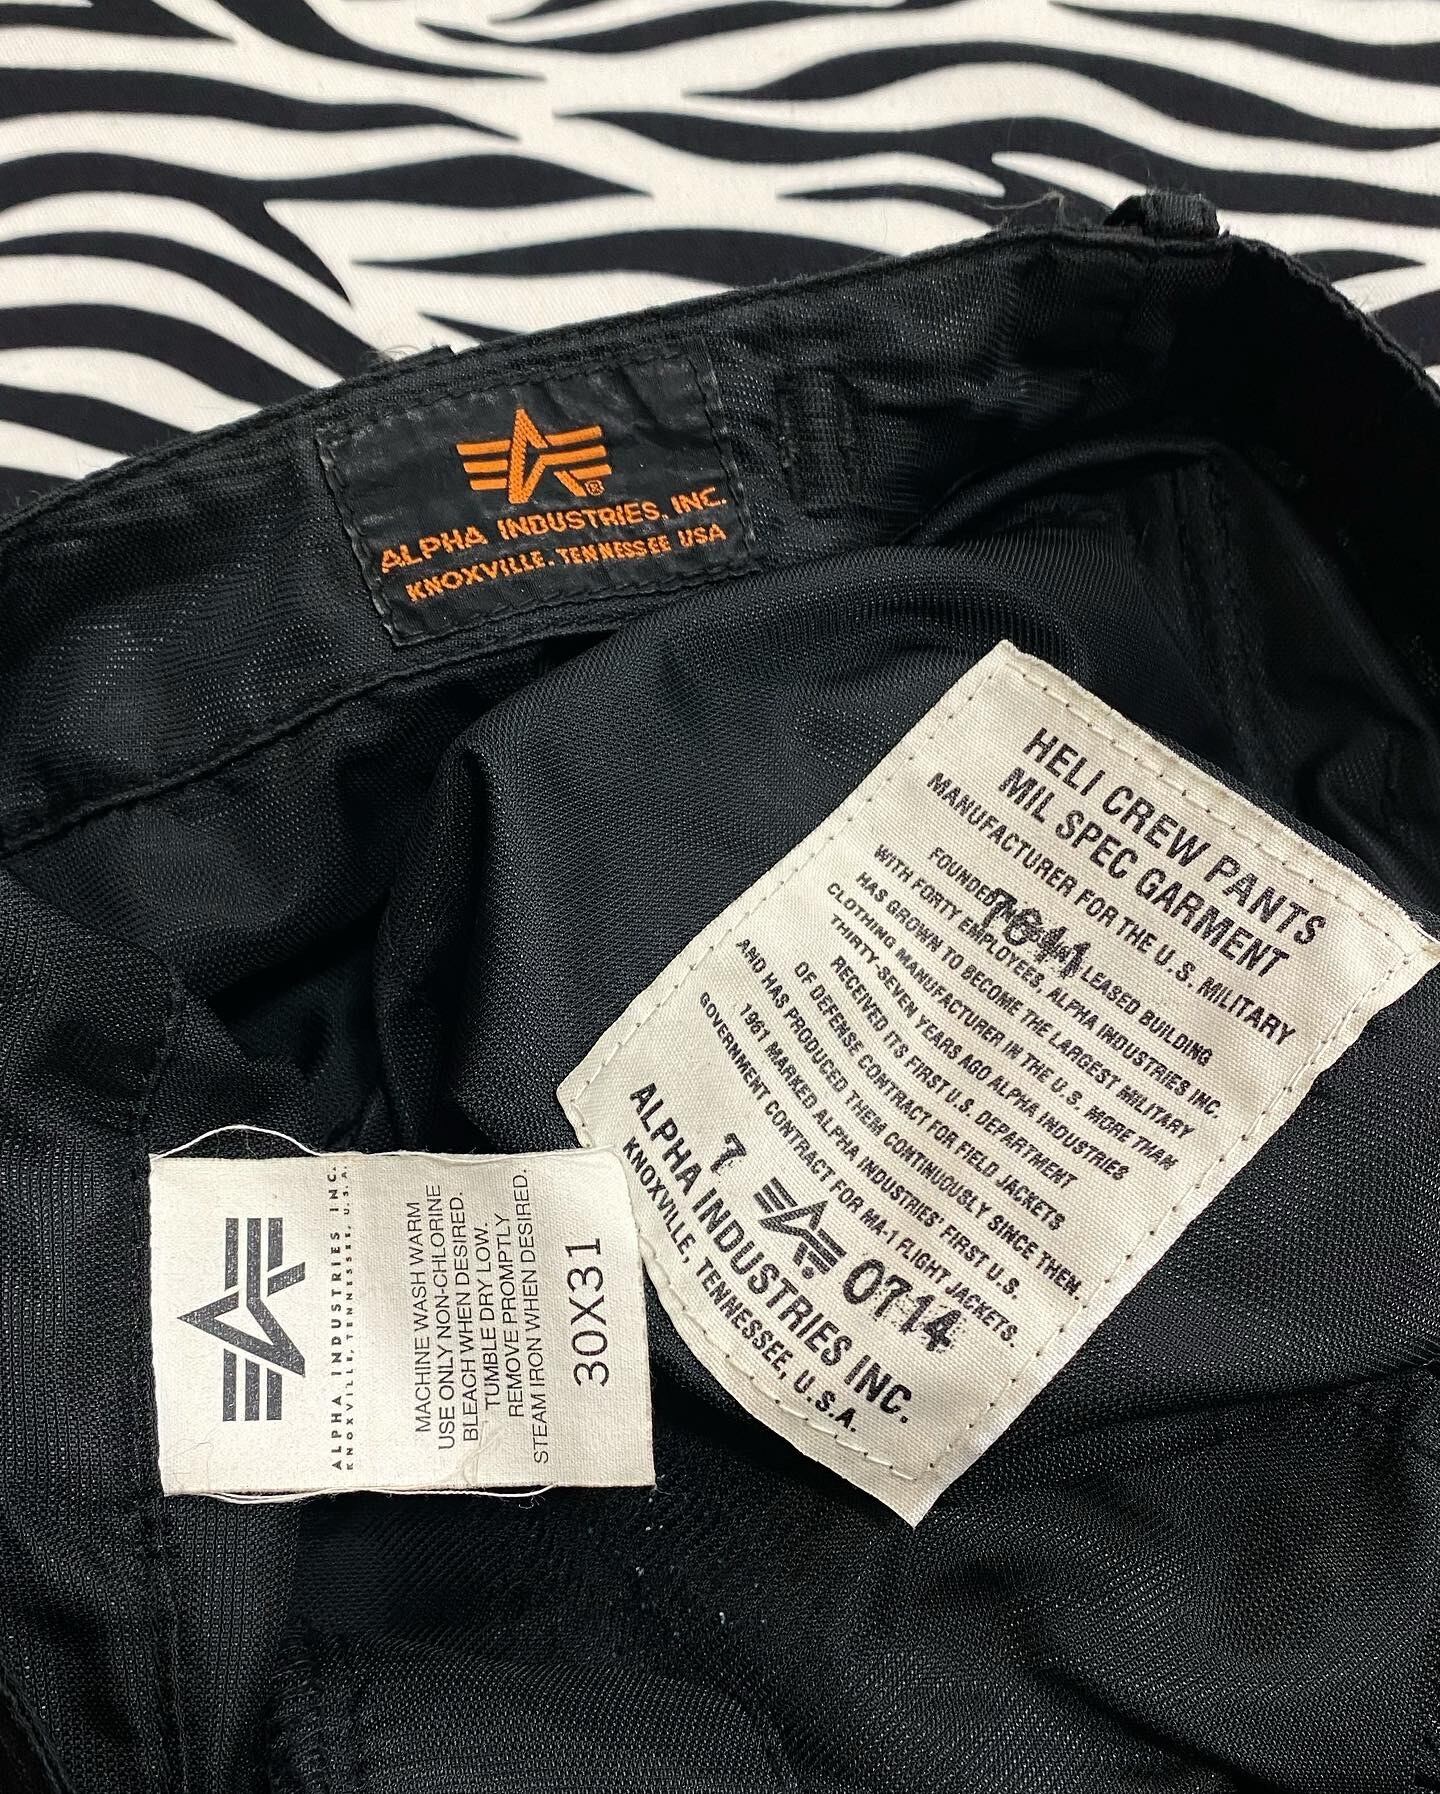 ALPHA INDUSTRIES, INC.
KNOXVILLE, TENNESSEE USA
HELI CREW PANTS
MIL SPEC GARMENT
MANUFACTURER FOR THE U.S. MILITARY
7611
FOUNDED LEASED BUILDING
WITH FORTY EMPLOYEES, ALPHA INDUSTRIES INC.
HAS GROWN TO BECOME THE LARGEST MILITARY
CLOTHING MANUFACTURER IN THE U.S. MORE THAN
THIRTY-SEVEN YEARS AGO ALPHA INDUSTRIES
RECEIVED ITS FIRST U.S. DEPARTMENT
OF DEFENSE CONTRACT FOR FIELD JACKETS
AND HAS PRODUCED THEM CONTINUOUSLY SINCE THEN.
1961 MARKED ALPHA INDUSTRIES' FIRST U.S.
GOVERNMENT CONTRACT FOR MA-1 FLIGHT JACKETS.
7 0714
ALPHA INDUSTRIES INC.
KNOXVILLE, TENNESSEE, U.S.A.
ALPHA INDUSTRIES INC.
KNOXVILLE, TENNESSEE, U.S.A.
MACHINE WASH WARM
USE ONLY NON-CHLORINE
BLEACH WHEN DESIRED.
TUMBLE DRY LOW.
REMOVE PROMPTLY
STEAM IRON WHEN DESIRED.
30X31